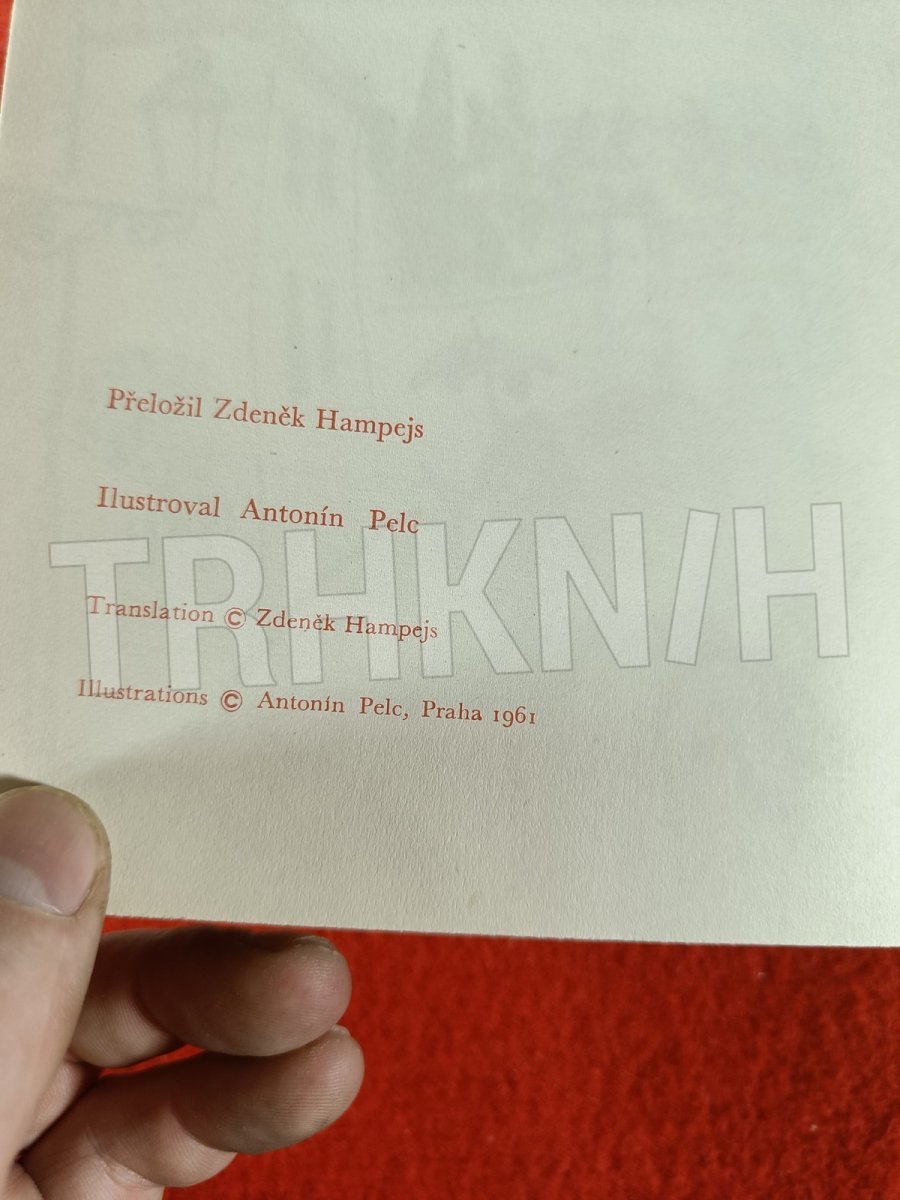 Přeložil Zdeněk Hampejs
Ilustroval Antonín Pelc
TRHKNIH
Translation © Zdeněk Hampejs
Illustrations © Antonín Pelc, Praha 1961